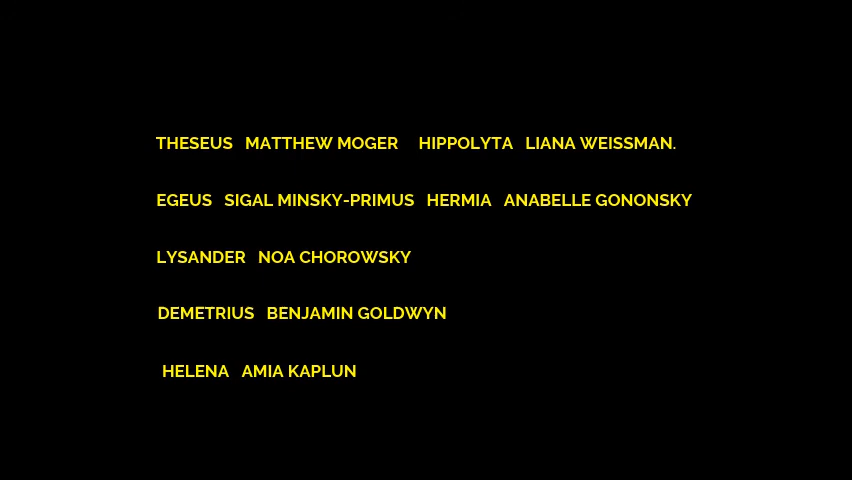 THESEUS MATTHEW MOGER HIPPOLYTA LIANA WEISSMAN.
EGEUS SIGAL MINSKY-PRIMUS HERMIA ANABELLE GONONSKY
LYSANDER NOA CHOROWSKY
DEMETRIUS BENJAMIN GOLDWYN
HELENA AMIA KAPLUN